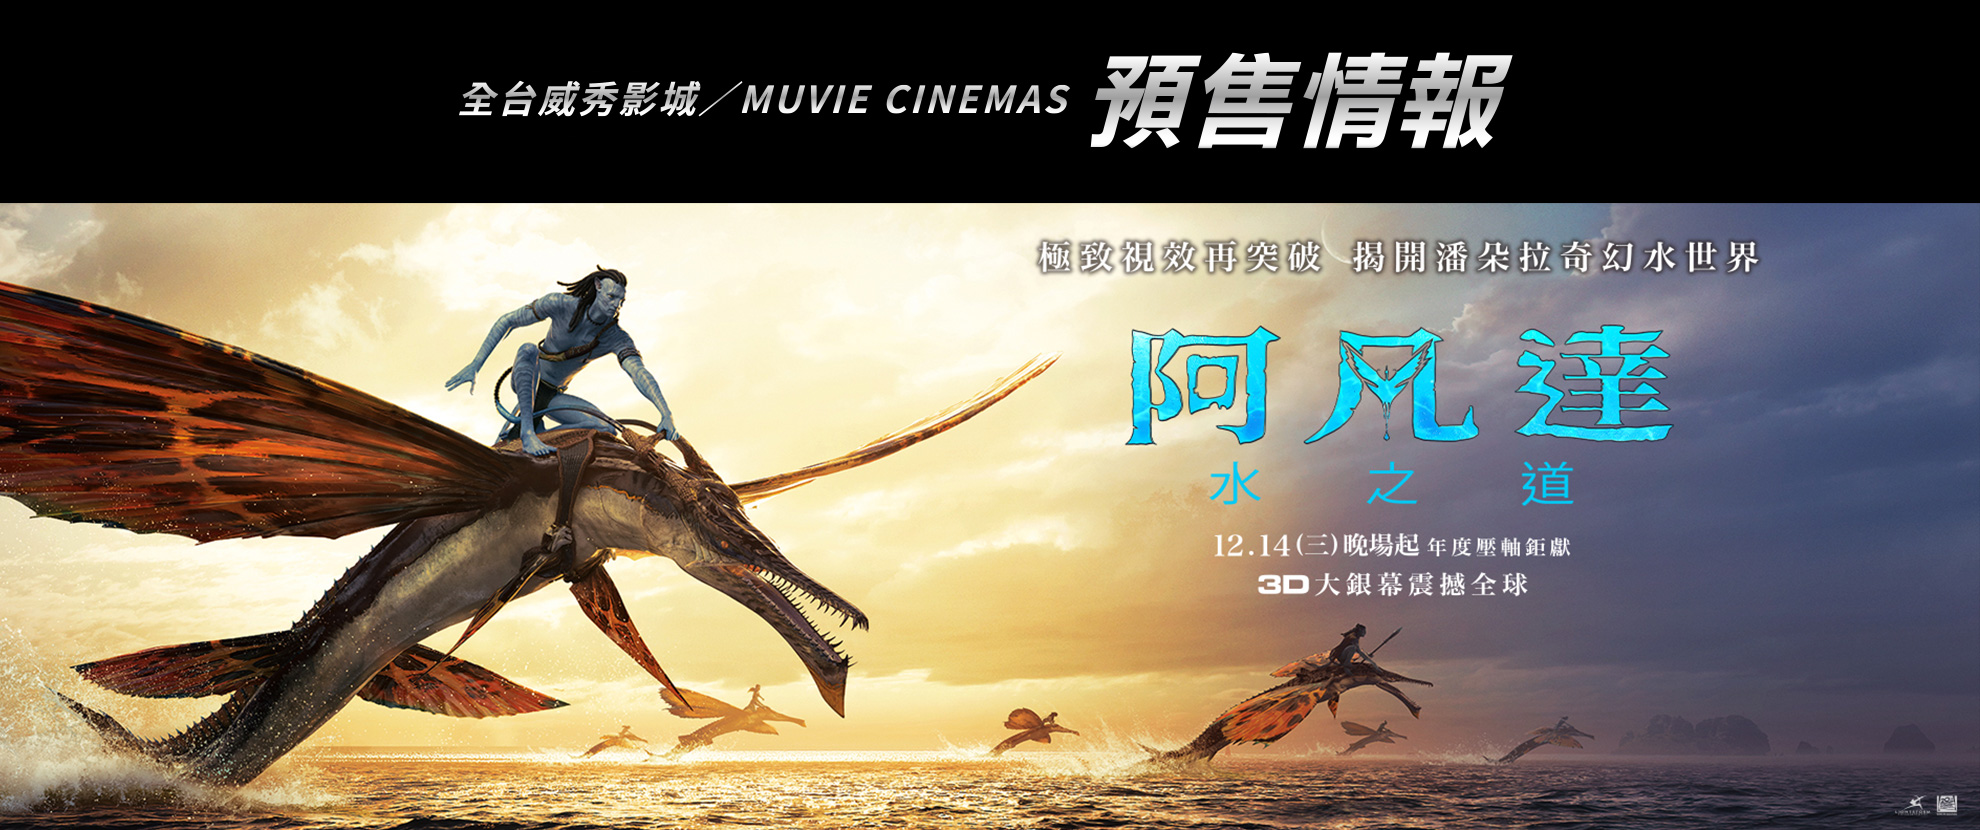 全台威秀影城／MUVIE CINEMAS 預售情報
極致視效再突破 揭開潘朵拉奇幻水世界
阿凡達
水之道
12.14(三)晚場起 年度壓軸鉅獻
3D大銀幕震撼全球